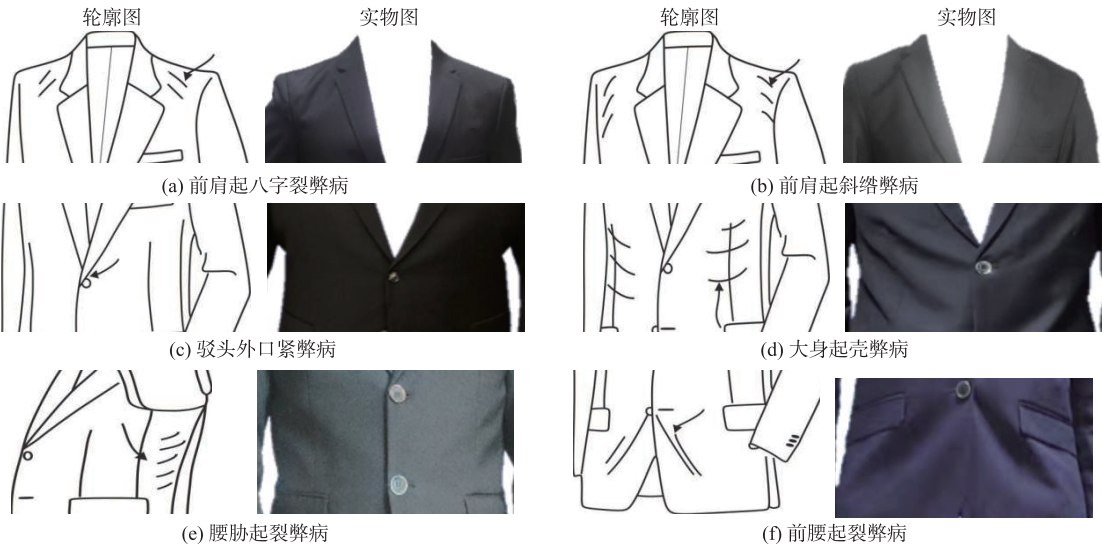 轮廓图 实物图 轮廓图 实物图
(a) 前肩起八字裂弊病 (b) 前肩起斜绺弊病
(c) 驳头外口紧弊病 (d) 大身起壳弊病
(e) 腰胁起裂弊病 (f) 前腰起裂弊病